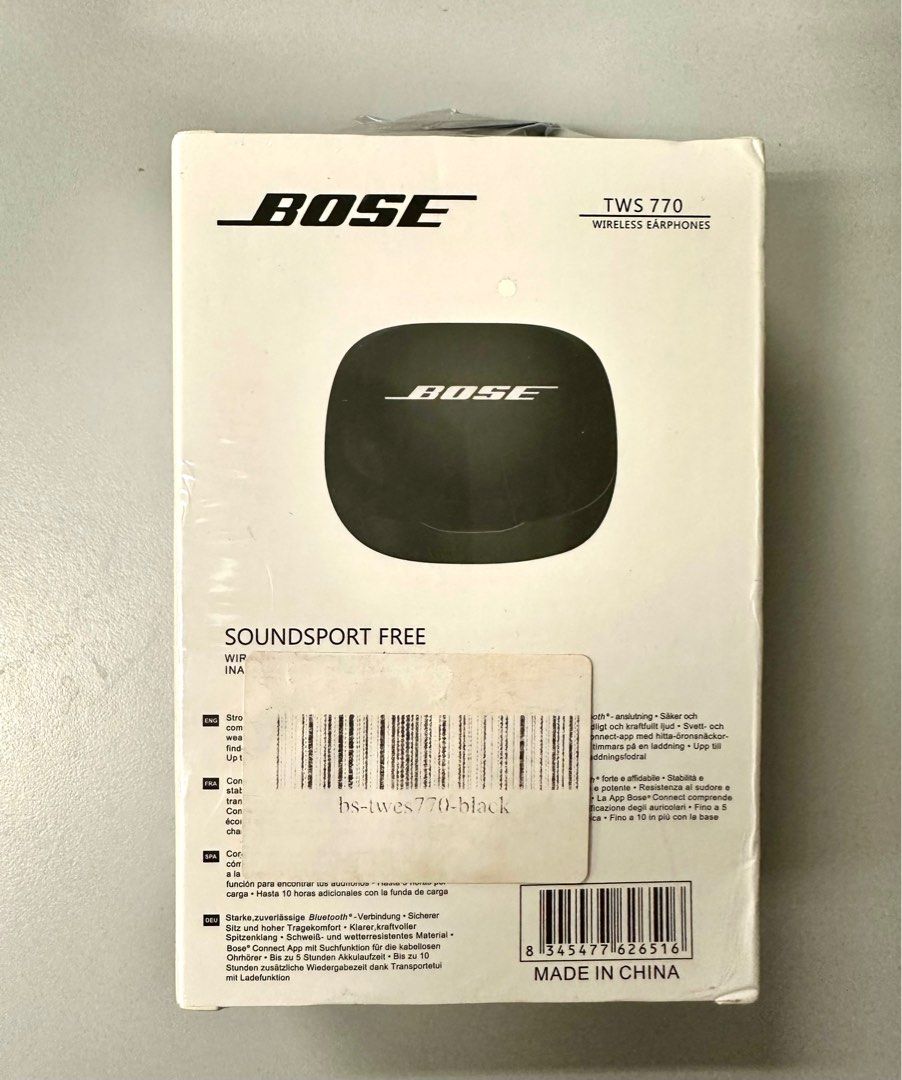 BOSE
TWS 770
WIRELESS EARPHONES
BOSE
SOUNDSPORT FREE
WIR
INA
ENG
Stro
com
wea
find-
Up t
FRA
Con
stab
tran
Con
écou
cha
SPA
Con
cóm
a la
función para encontrar tus audífonos • Hasta 5 horas por
carga • Hasta 10 horas adicionales con la funda de carga
DEU
Starke,zuverlässige Bluetooth®-Verbindung • Sicherer
Sitz und hoher Tragekomfort • Klarer,kraftvoller
Spitzenklang • Schweiß- und wetterresistentes Material •
Bose® Connect App mit Suchfunktion für die kabellosen
Ohrhörer • Bis zu 5 Stunden Akkulaufzeit • Bis zu 10
Stunden zusätzliche Wiedergabezeit dank Transportetui
mit Ladefunktion
ooth®- anslutning • Säker och
digt och kraftfullt ljud • Svett- och
onnect-app med hitta-öronsnäckor-
timmars på en laddning • Upp till
addningsfodral
h® forte e affidabile • Stabilità e
e potente • Resistenza al sudore e
• La App Bose® Connect comprende
ficazione degli auricolari • Fino a 5
ica • Fino a 10 in più con la base
bs-twes770-black
8 345477 626516
MADE IN CHINA